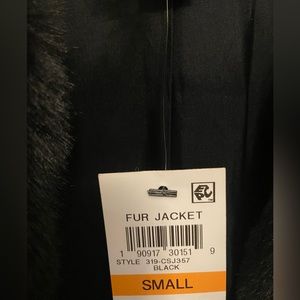 FUR JACKET
1 90917 30151 9
STYLE 319-CSJ357
BLACK
SMALL